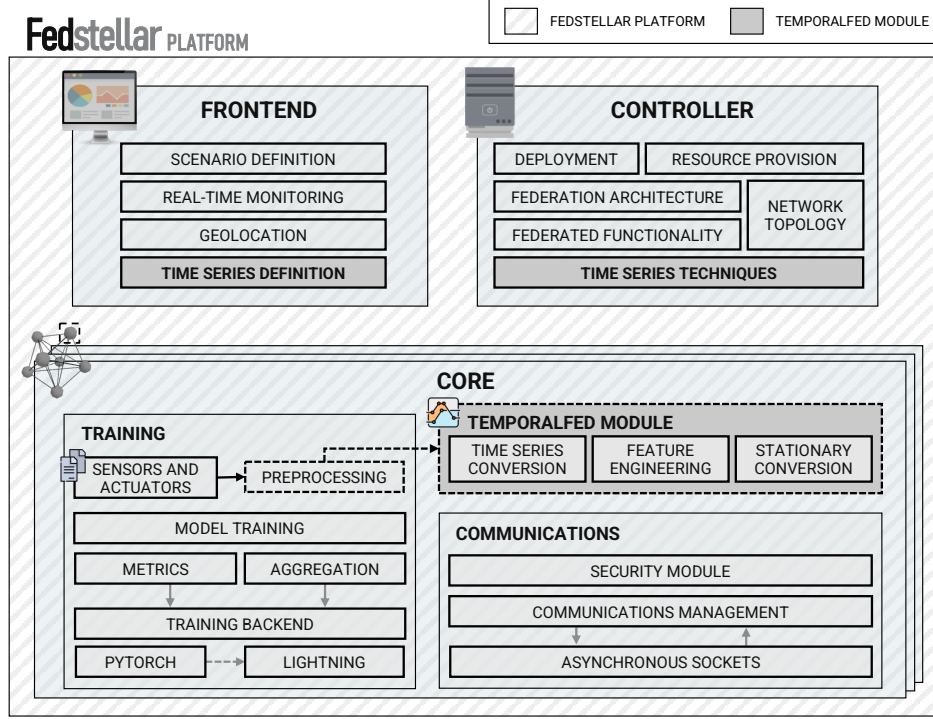 Fedstellar PLATFORM
FEDSTELLAR PLATFORM
TEMPORALFED MODULE
FRONTEND
SCENARIO DEFINITION
REAL-TIME MONITORING
GEOLOCATION
TIME SERIES DEFINITION
CONTROLLER
DEPLOYMENT
RESOURCE PROVISION
FEDERATION ARCHITECTURE
FEDERATED FUNCTIONALITY
NETWORK
TOPOLOGY
TIME SERIES TECHNIQUES
CORE
TRAINING
SENSORS AND
ACTUATORS
PREPROCESSING
MODEL TRAINING
METRICS
AGGREGATION
TRAINING BACKEND
PYTORCH
LIGHTNING
TEMPORALFED MODULE
TIME SERIES
CONVERSION
FEATURE
ENGINEERING
STATIONARY
CONVERSION
COMMUNICATIONS
SECURITY MODULE
COMMUNICATIONS MANAGEMENT
ASYNCHRONOUS SOCKETS